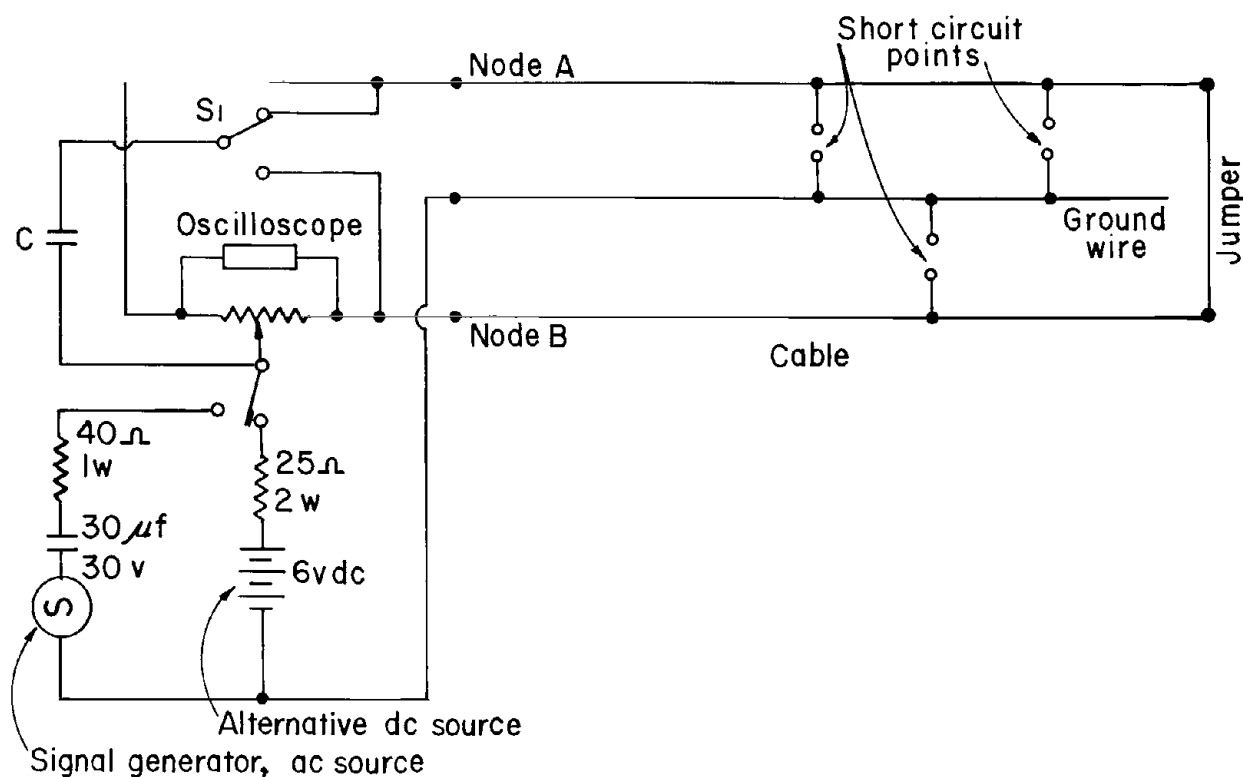 Short circuit
points
Node A
S1
Oscilloscope
C
Ground
wire
Jumper
Node B
Cable
40Ω
1w
25Ω
2 w
30 μf
30 v
6vdc
S
Alternative dc source
Signal generator, ac source